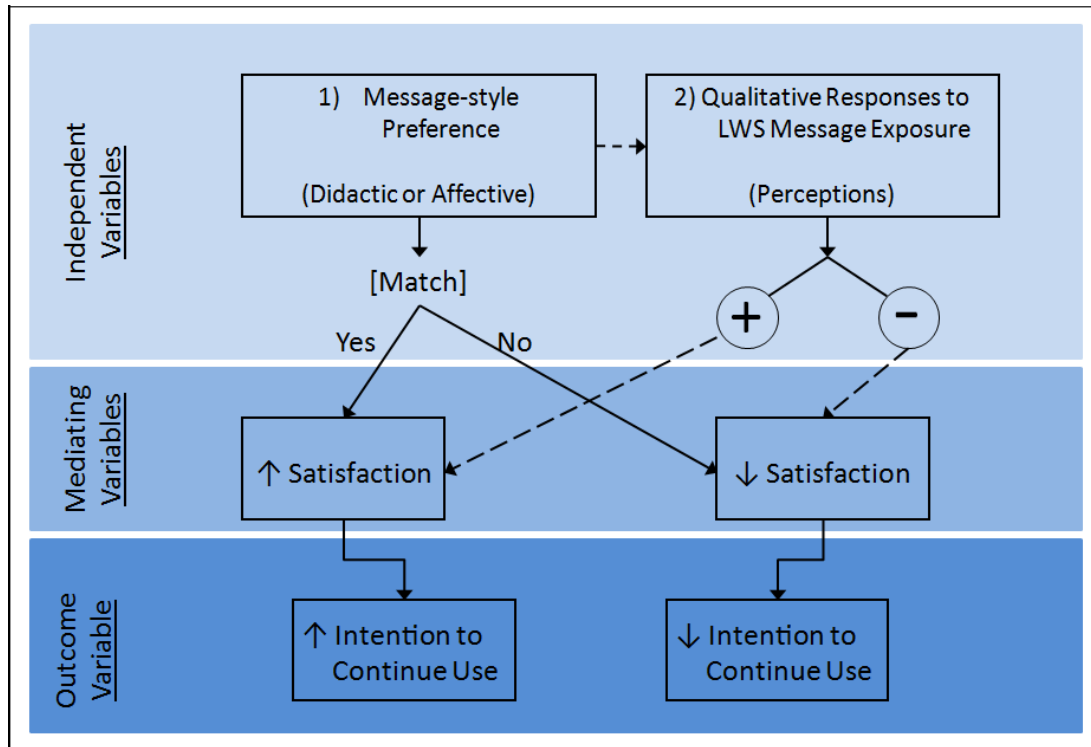 Independent
Variables
1) Message-style
Preference
(Didactic or Affective)
2) Qualitative Responses to
LWS Message Exposure
(Perceptions)
[Match]
+
-
Yes
No
Mediating
Variables
↑ Satisfaction
↓ Satisfaction
Outcome
Variable
↑ Intention to
Continue Use
↓ Intention to
Continue Use